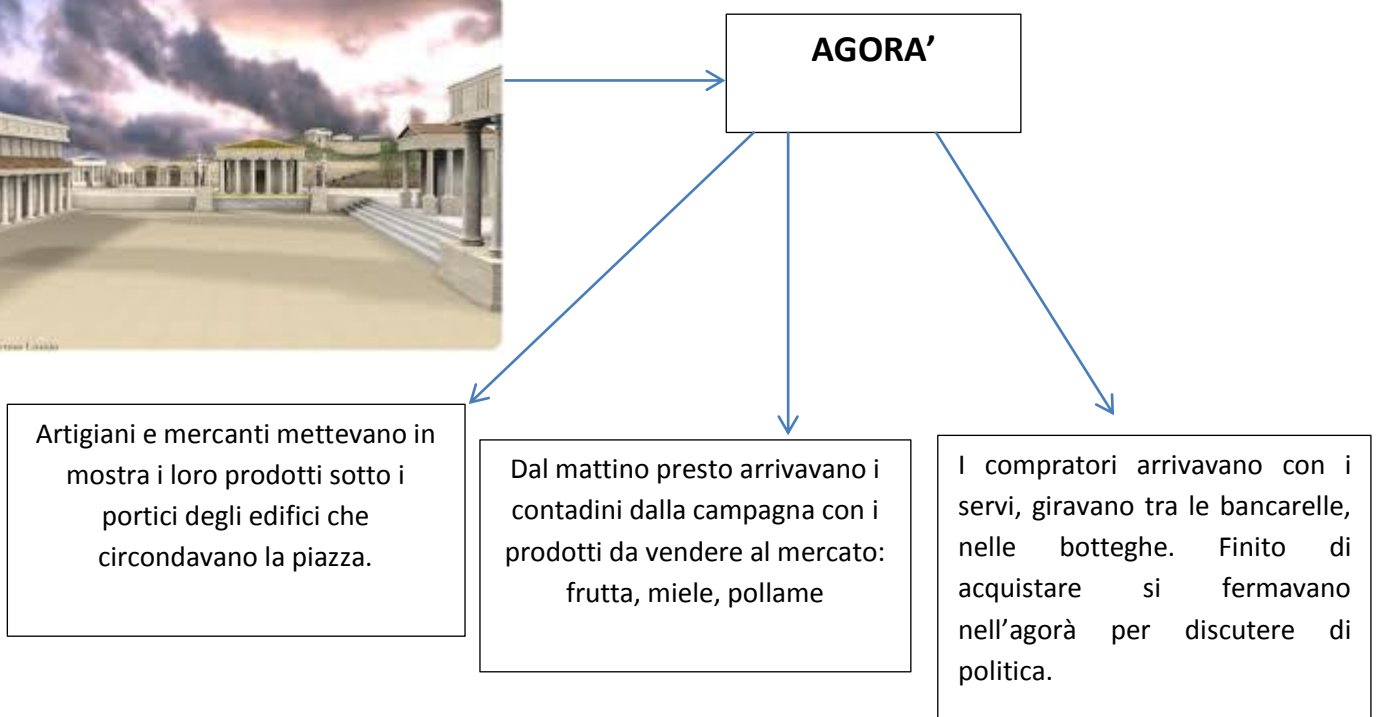 AGORA’
Artigiani e mercanti mettevano in
mostra i loro prodotti sotto i
portici degli edifici che
circondavano la piazza.
Dal mattino presto arrivavano i
contadini dalla campagna con i
prodotti da vendere al mercato:
frutta, miele, pollame
I compratori arrivavano con i
servi, giravano tra le bancarelle,
nelle botteghe. Finito di
acquistare si fermavano
nell’agorà per discutere di
politica.